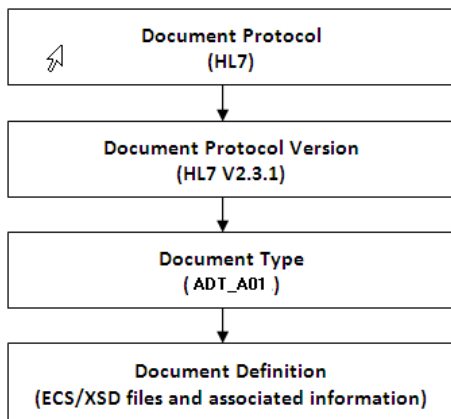 Document Protocol
(HL7)
Document Protocol Version
(HL7 V2.3.1)
Document Type
( ADT_A01 )
Document Definition
(ECS/XSD files and associated information)